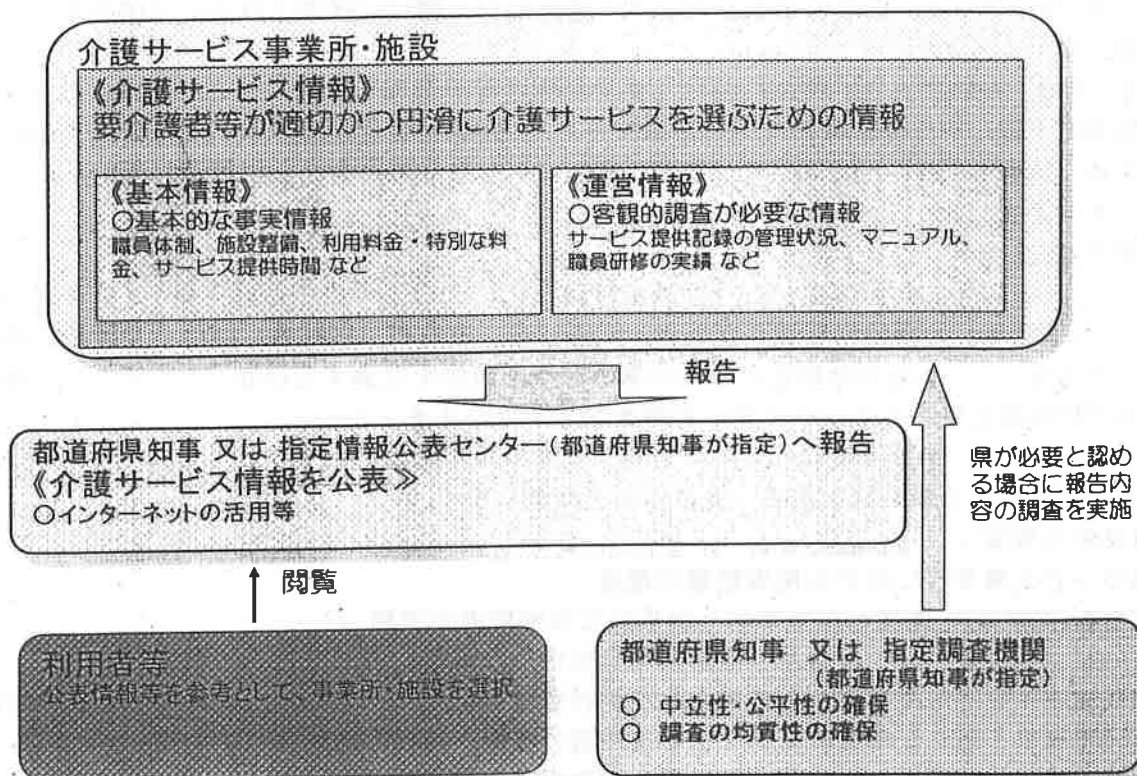 介護サービス事業所・施設
《介護サービス情報》
要介護者等が適切かつ円滑に介護サービスを選ぶための情報
《基本情報》
○基本的な事実情報
職員体制、施設整備、利用料金・特別な料
金、サービス提供時間 など
《運営情報》
○客観的調査が必要な情報
サービス提供記録の管理状況、マニュアル、
職員研修の実績 など
報告
都道府県知事 又は 指定情報公表センター(都道府県知事が指定)へ報告
《介護サービス情報を公表≫
○インターネットの活用等
県が必要と認め
る場合に報告内
容の調査を実施
閲覧
利用者等
公表情報等を参考として、事業所・施設を選択
都道府県知事 又は 指定調査機関
(都道府県知事が指定)
○ 中立性・公平性の確保
○ 調査の均質性の確保